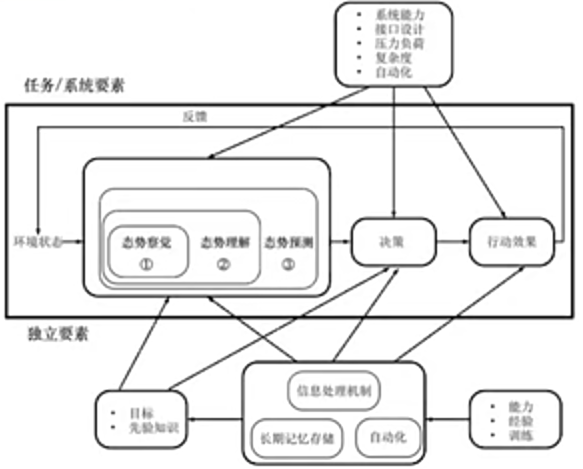 • 系统能力
• 接口设计
• 压力负荷
• 复杂度
• 自动化
任务/系统要素
反馈
环境状态
态势察觉 态势理解 态势预测
① ② ③
决策
行动效果
独立要素
• 目标
• 先验知识
信息处理机制
长期记忆存储
自动化
• 能力
• 经验
• 训练